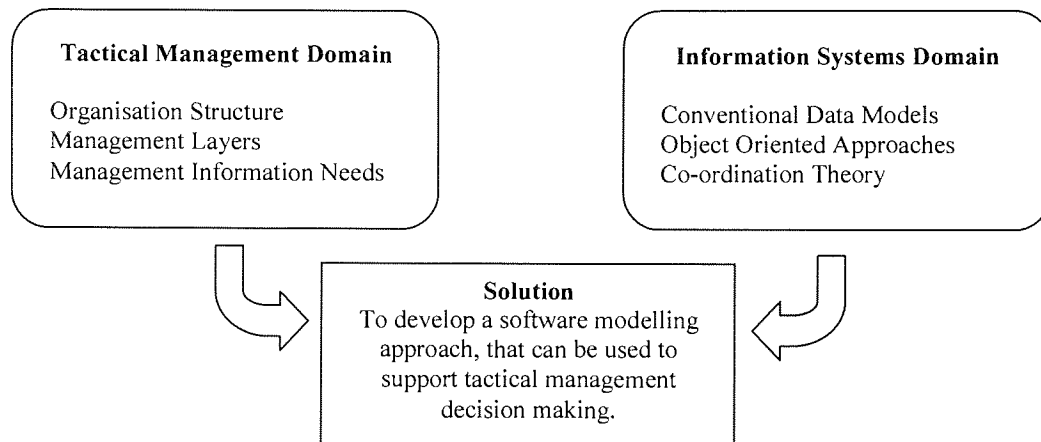 Tactical Management Domain
Organisation Structure
Management Layers
Management Information Needs
Information Systems Domain
Conventional Data Models
Object Oriented Approaches
Co-ordination Theory
Solution
To develop a software modelling
approach, that can be used to
support tactical management
decision making.